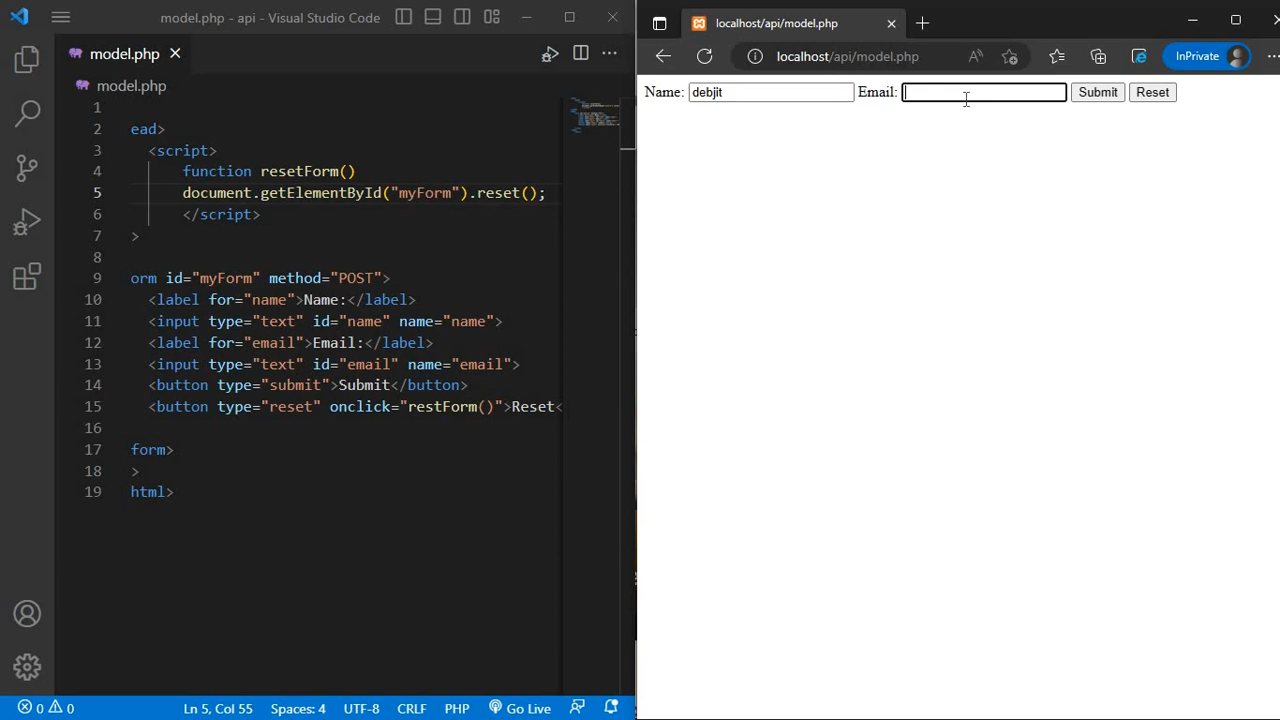 model.php - api - Visual Studio Code
model.php
model.php
1
2 ead>
3 <script>
4 function resetForm()
5 document.getElementById("myForm").reset();
6 </script>
7 >
8
9 orm id="myForm" method="POST">
10 <label for="name">Name:</label>
11 <input type="text" id="name" name="name">
12 <label for="email">Email:</label>
13 <input type="text" id="email" name="email">
14 <button type="submit">Submit</button>
15 <button type="reset" onclick="restForm()">Reset<
16
17 form>
18 >
19 html>
0 0 Ln 5, Col 55 Spaces: 4 UTF-8 CRLF PHP Go Live
localhost/api/model.php
localhost/api/model.php InPrivate
Name: debjit Email: Submit Reset